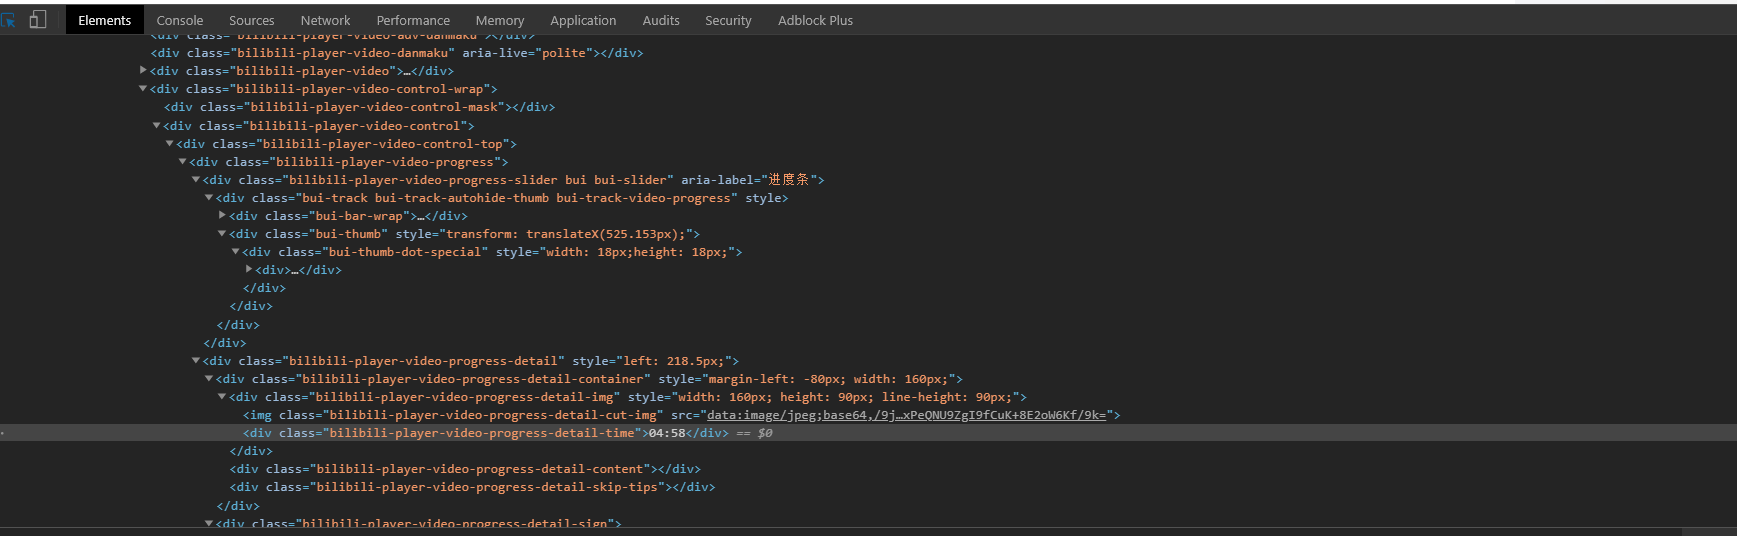 Elements Console Sources Network Performance Memory Application Audits Security Adblock Plus
<div class="bilibili-player-video-adv-danmaku"></div>
<div class="bilibili-player-video-danmaku" aria-live="polite"></div>
<div class="bilibili-player-video">…</div>
<div class="bilibili-player-video-control-wrap">
<div class="bilibili-player-video-control-mask"></div>
<div class="bilibili-player-video-control">
<div class="bilibili-player-video-control-top">
<div class="bilibili-player-video-progress">
<div class="bilibili-player-video-progress-slider bui bui-slider" aria-label="进度条">
<div class="bui-track bui-track-autohide-thumb bui-track-video-progress" style>
<div class="bui-bar-wrap">…</div>
<div class="bui-thumb" style="transform: translateX(525.153px);">
<div class="bui-thumb-dot-special" style="width: 18px;height: 18px;">
<div>…</div>
</div>
</div>
</div>
</div>
<div class="bilibili-player-video-progress-detail" style="left: 218.5px;">
<div class="bilibili-player-video-progress-detail-container" style="margin-left: -80px; width: 160px;">
<div class="bilibili-player-video-progress-detail-img" style="width: 160px; height: 90px; line-height: 90px;">
<img class="bilibili-player-video-progress-detail-cut-img" src="data:image/jpeg;base64,/9j…xPeQNU9ZgI9fCuK+8E2oW6Kf/9k=">
<div class="bilibili-player-video-progress-detail-time">04:58</div> == $0
</div>
<div class="bilibili-player-video-progress-detail-content"></div>
<div class="bilibili-player-video-progress-detail-skip-tips"></div>
</div>
<div class="bilibili-player-video-progress-detail-sign">